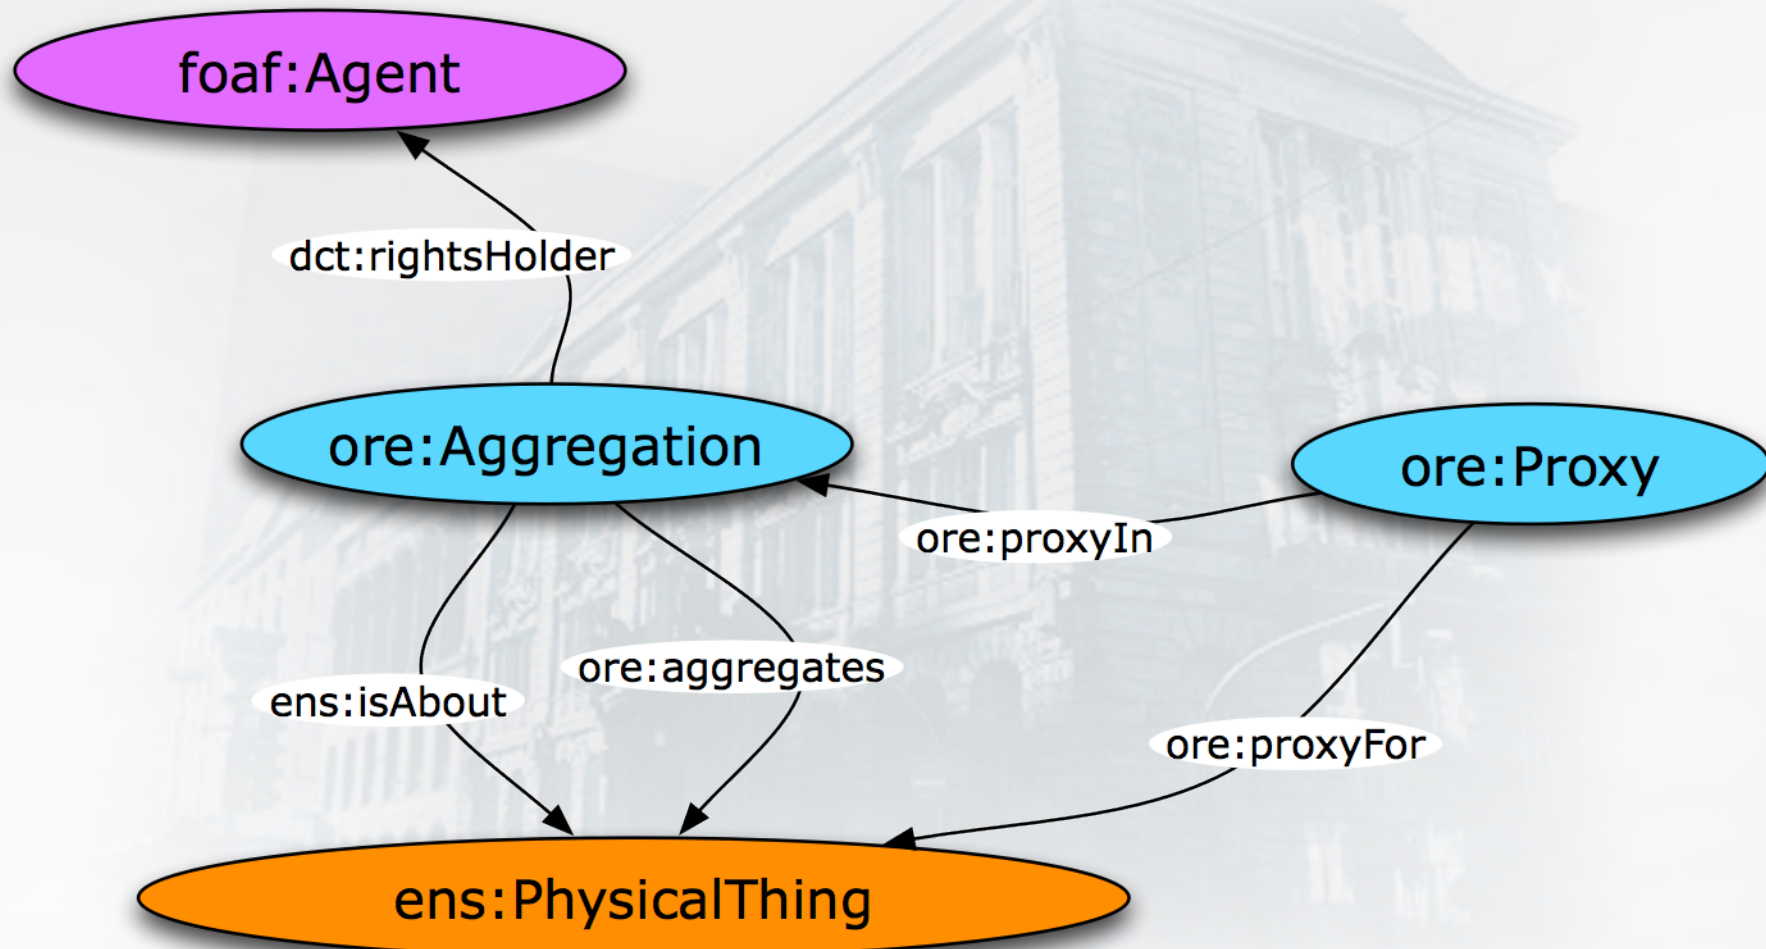 foaf:Agent
dct:rightsHolder
ore:Aggregation
ore:Proxy
ore:proxyIn
ore:aggregates
ens:isAbout
ore:proxyFor
ens:PhysicalThing